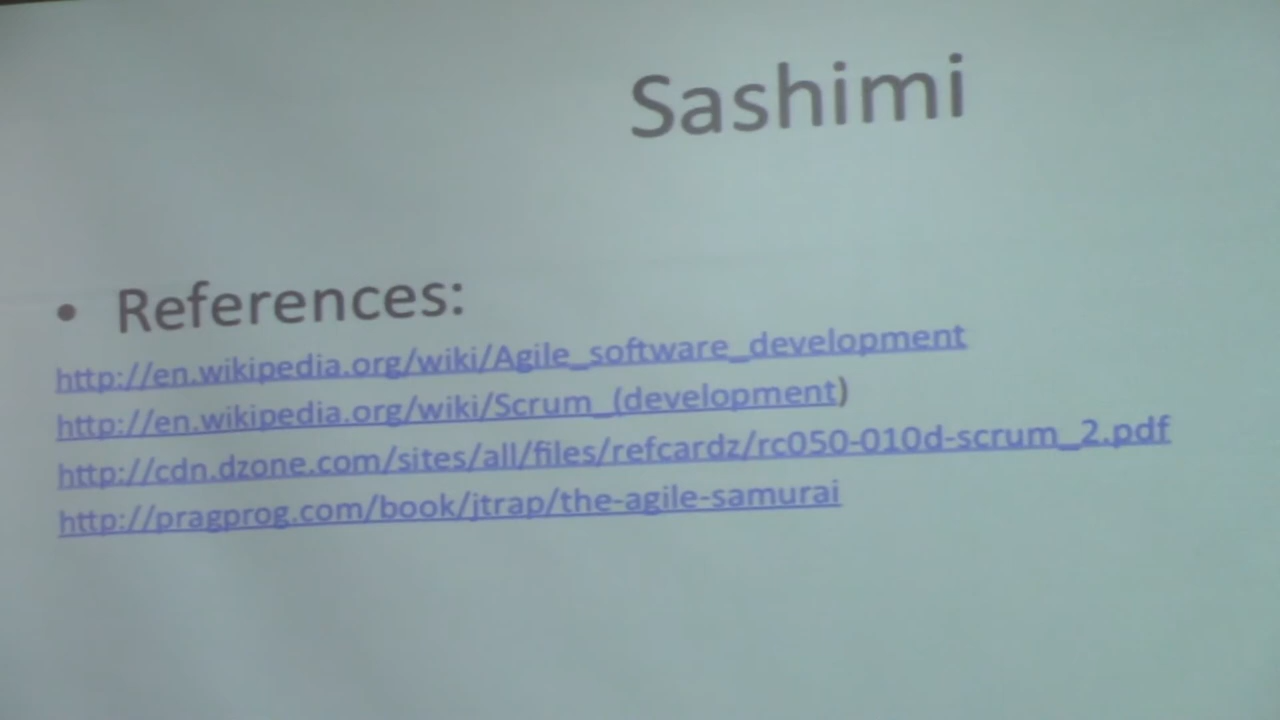 Sashimi
• References:
http://en.wikipedia.org/wiki/Agile_software_development
http://en.wikipedia.org/wiki/Scrum_(development)
http://cdn.dzone.com/sites/all/files/refcardz/rc050-010d-scrum_2.pdf
http://pragprog.com/book/jtrap/the-agile-samurai